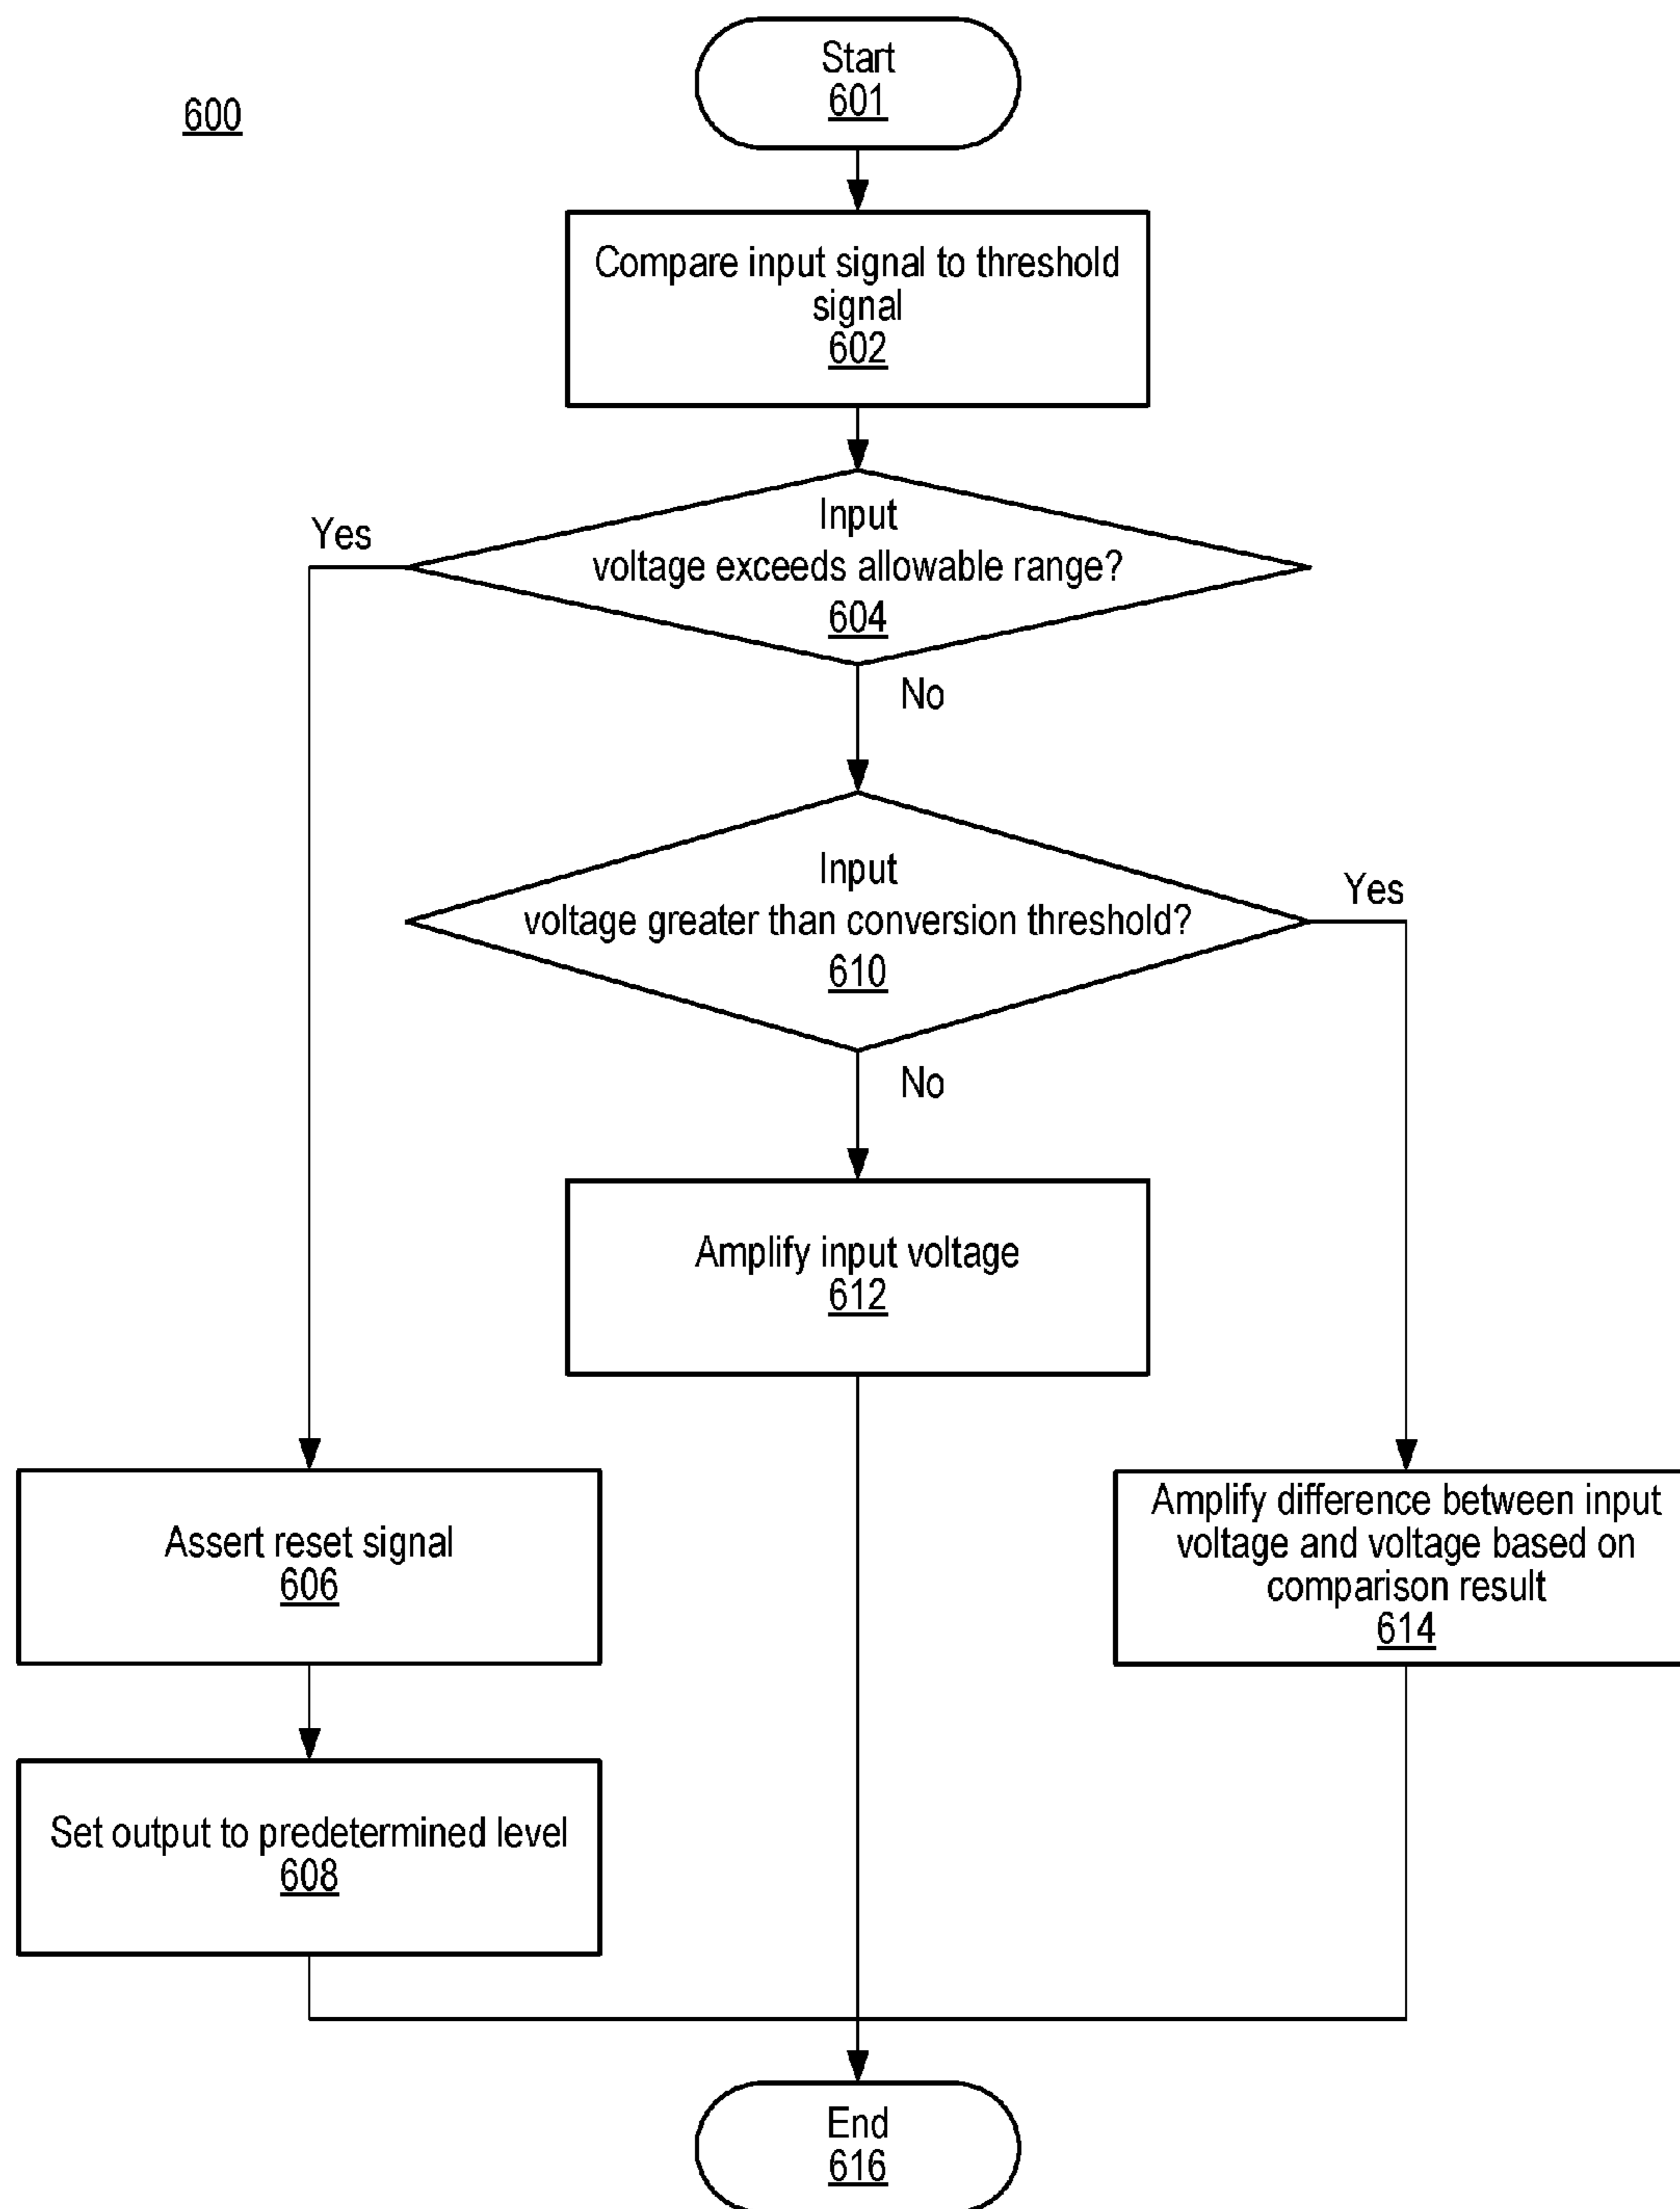 600
Start
601
Compare input signal to threshold
signal
602
Input
voltage exceeds allowable range?
604
Yes
No
Input
voltage greater than conversion threshold?
610
Yes
No
Amplify input voltage
612
Assert reset signal
606
Amplify difference between input
voltage and voltage based on
comparison result
614
Set output to predetermined level
608
End
616